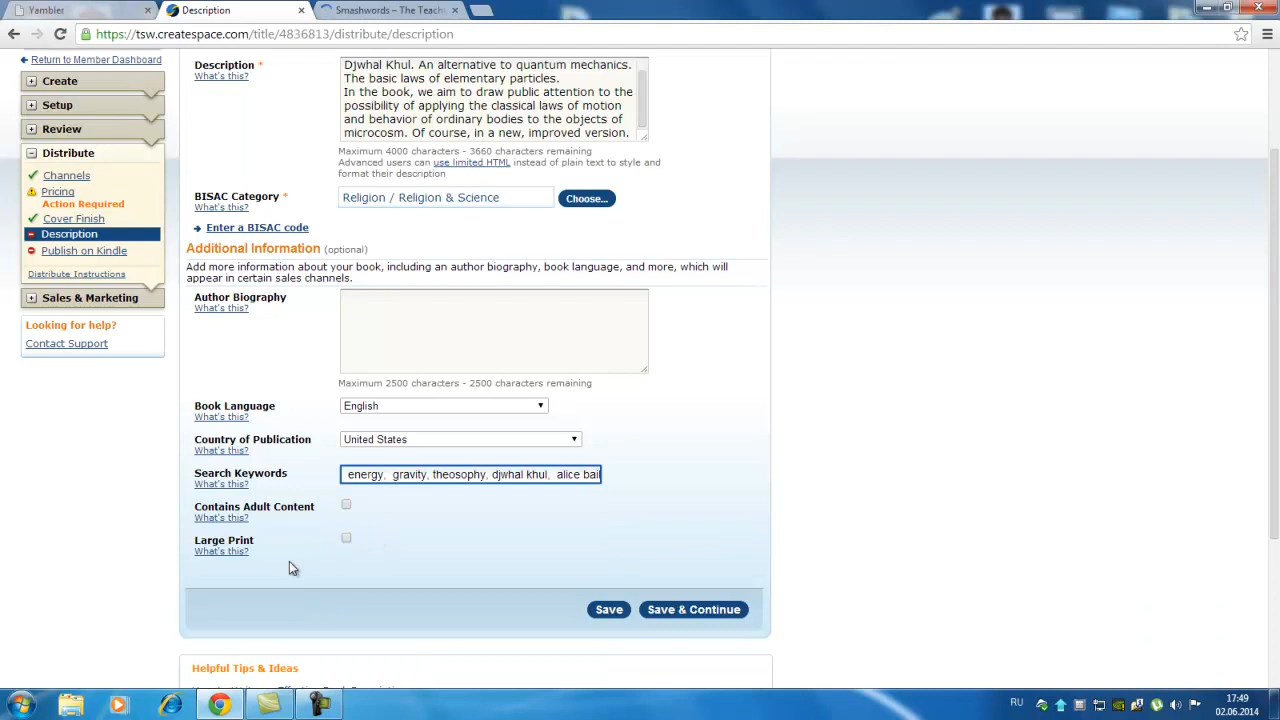 Yambler
Description
Smashwords – The Teach
https://tsw.createspace.com/title/4836813/distribute/description
Return to Member Dashboard
Create
Setup
Review
Distribute
Channels
Pricing
Action Required
Cover Finish
Description
Publish on Kindle
Distribute Instructions
Sales & Marketing
Looking for help?
Contact Support
Description *
What's this?
Djwhal Khul. An alternative to quantum mechanics.
The basic laws of elementary particles.
In the book, we aim to draw public attention to the
possibility of applying the classical laws of motion
and behavior of ordinary bodies to the objects of
microcosm. Of course, in a new, improved version.
Maximum 4000 characters - 3660 characters remaining
Advanced users can use limited HTML instead of plain text to style and
format their description
BISAC Category *
What's this?
Religion / Religion & Science
Choose...
Enter a BISAC code
Additional Information (optional)
Add more information about your book, including an author biography, book language, and more, which will
appear in certain sales channels.
Author Biography
What's this?
Maximum 2500 characters - 2500 characters remaining
Book Language
What's this?
English
Country of Publication
What's this?
United States
Search Keywords
What's this?
energy, gravity, theosophy, djwhal khul, alice bail
Contains Adult Content
What's this?
Large Print
What's this?
Save
Save & Continue
Helpful Tips & Ideas
RU
17:49
02.06.2014